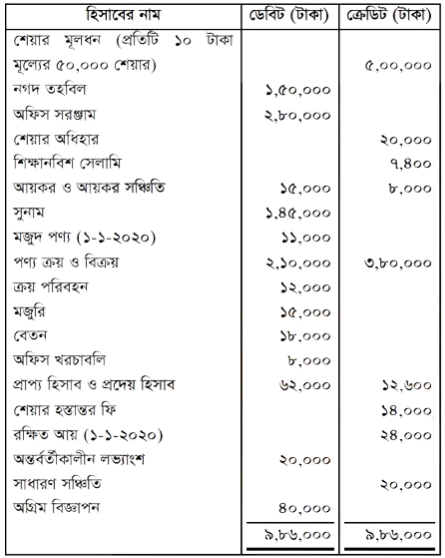 হিসাবের নাম ডেবিট (টাকা) ক্রেডিট (টাকা)
শেয়ার মূলধন (প্রতিটি ১০ টাকা
মূল্যের ৫০,০০০ শেয়ার) ৫,০০,০০০
নগদ তহবিল ১,৫০,০০০
অফিস সরঞ্জাম ২,৮০,০০০
শেয়ার অধিহার ২০,০০০
শিক্ষানবিশ সেলামি ৭,৪০০
আয়কর ও আয়কর সঞ্চিতি ১৫,০০০ ৮,০০০
সুনাম ১,৪৫,০০০
মজুদ পণ্য (১-১-২০২০) ১১,০০০
পণ্য ক্রয় ও বিক্রয় ২,১০,০০০ ৩,৮০,০০০
ক্রয় পরিবহন ১২,০০০
মজুরি ১৫,০০০
বেতন ১৮,০০০
অফিস খরচাবলি ৮,০০০
প্রাপ্য হিসাব ও প্রদেয় হিসাব ৬২,০০০ ১২,৬০০
শেয়ার হস্তান্তর ফি ১৪,০০০
রক্ষিত আয় (১-১-২০২০) ২৪,০০০
অন্তর্বর্তীকালীন লভ্যাংশ ২০,০০০
সাধারণ সঞ্চিতি ২০,০০০
অগ্রিম বিজ্ঞাপন ৪০,০০০
৯,৮৬,০০০ ৯,৮৬,০০০